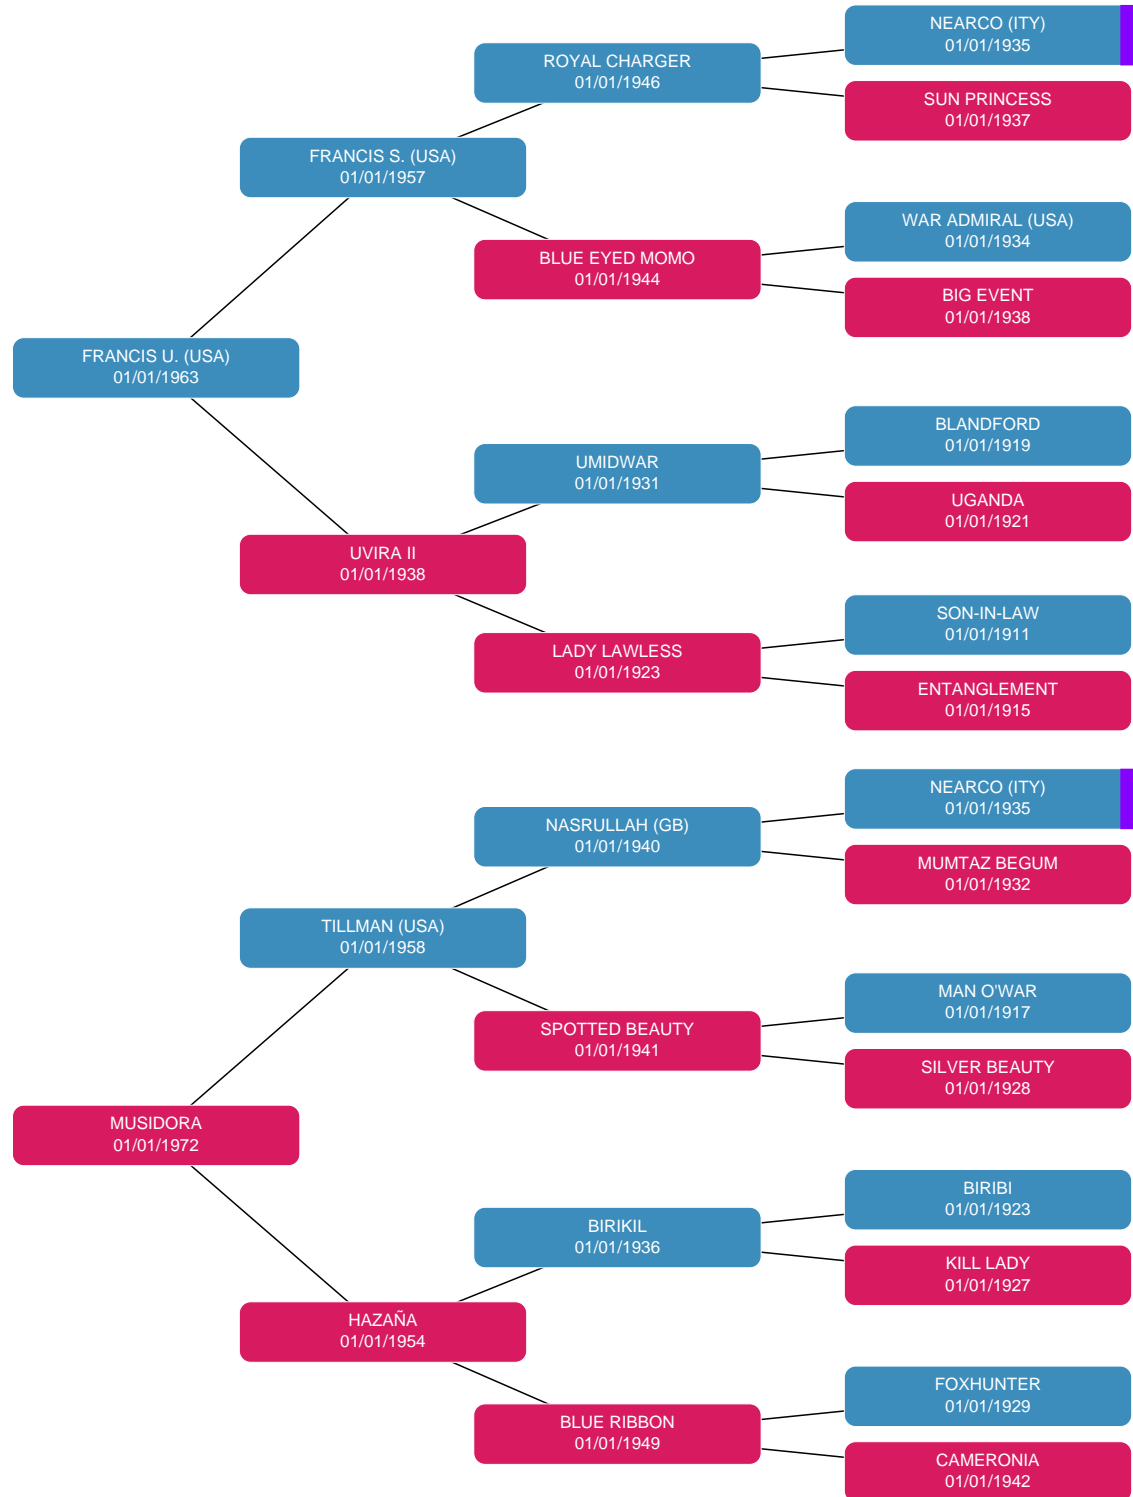 NEARCO (ITY)
01/01/1935
ROYAL CHARGER
01/01/1946
SUN PRINCESS
01/01/1937
FRANCIS S. (USA)
01/01/1957
WAR ADMIRAL (USA)
01/01/1934
BLUE EYED MOMO
01/01/1944
BIG EVENT
01/01/1938
FRANCIS U. (USA)
01/01/1963
BLANDFORD
01/01/1919
UMIDWAR
01/01/1931
UGANDA
01/01/1921
UVIRA II
01/01/1938
SON-IN-LAW
01/01/1911
LADY LAWLESS
01/01/1923
ENTANGLEMENT
01/01/1915
NEARCO (ITY)
01/01/1935
NASRULLAH (GB)
01/01/1940
MUMTAZ BEGUM
01/01/1932
TILLMAN (USA)
01/01/1958
MAN O'WAR
01/01/1917
SPOTTED BEAUTY
01/01/1941
SILVER BEAUTY
01/01/1928
MUSIDORA
01/01/1972
BIRIBI
01/01/1923
BIRIKIL
01/01/1936
KILL LADY
01/01/1927
HAZAÑA
01/01/1954
FOXHUNTER
01/01/1929
BLUE RIBBON
01/01/1949
CAMERONIA
01/01/1942